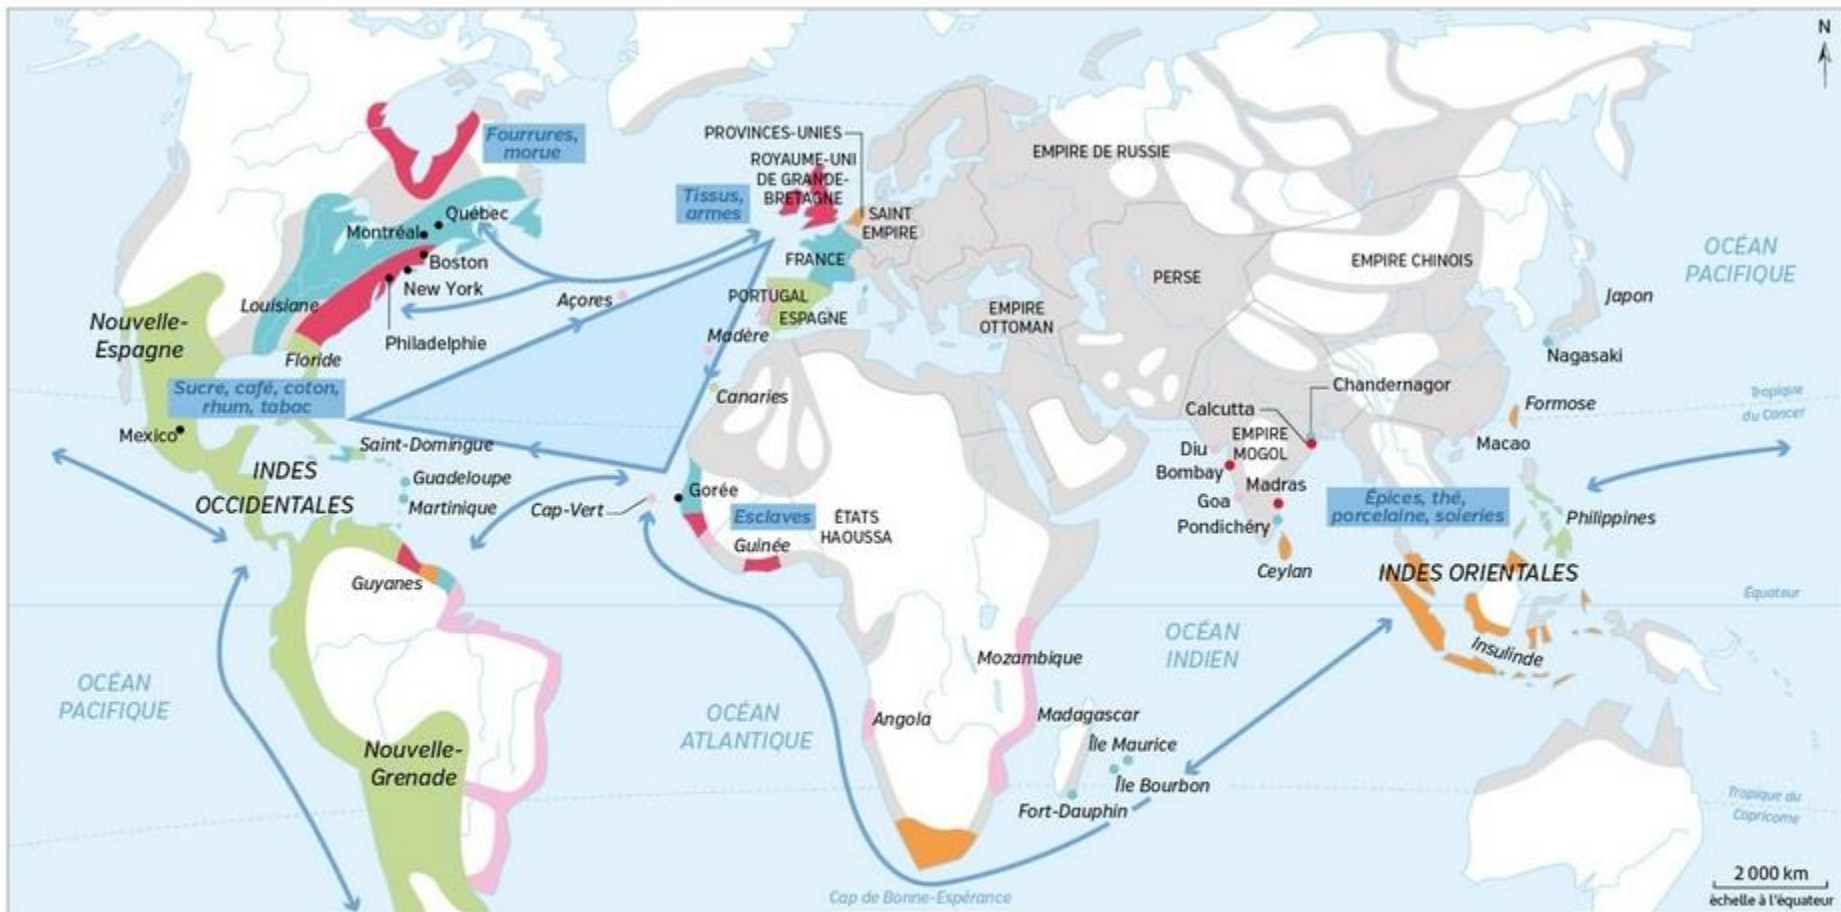 N
Fourrures,
morue
PROVINCES-UNIES
ROYAUME-UNI
DE GRANDE-
BRETAGNE
EMPIRE DE RUSSIE
Tissus,
armes
SAINT
EMPIRE
Québec
Montréal
Boston
New York
Philadelphie
Louisiane
Floride
Nouvelle-
Espagne
Açores
FRANCE
PORTUGAL
ESPAGNE
Madère
Canaries
EMPIRE
OTTOMAN
PERSE
EMPIRE CHINOIS
OCÉAN
PACIFIQUE
Japon
Nagasaki
Sucre, café, coton,
rhum, tabac
Mexico
Saint-Domingue
INDES
OCCIDENTALES
Guadeloupe
Martinique
Cap-Vert
Gorée
Esclaves
Guinée
ÉTATS
HAOUSSA
Chandernagor
Calcutta
EMPIRE
MOGOL
Diu
Bombay
Goa
Madras
Pondichéry
Ceylan
Formose
Macao
Tropique
du Cancer
Épices, thé,
porcelaine, soieries
Philippines
INDES ORIENTALES
Équateur
Insulinde
Guyanes
OCÉAN
PACIFIQUE
Nouvelle-
Grenade
OCÉAN
ATLANTIQUE
Angola
Mozambique
OCÉAN
INDIEN
Madagascar
Île Maurice
Île Bourbon
Fort-Dauphin
Cap de Bonne-Espérance
Tropique du
Capricorne
2 000 km
échelle à l'équateur